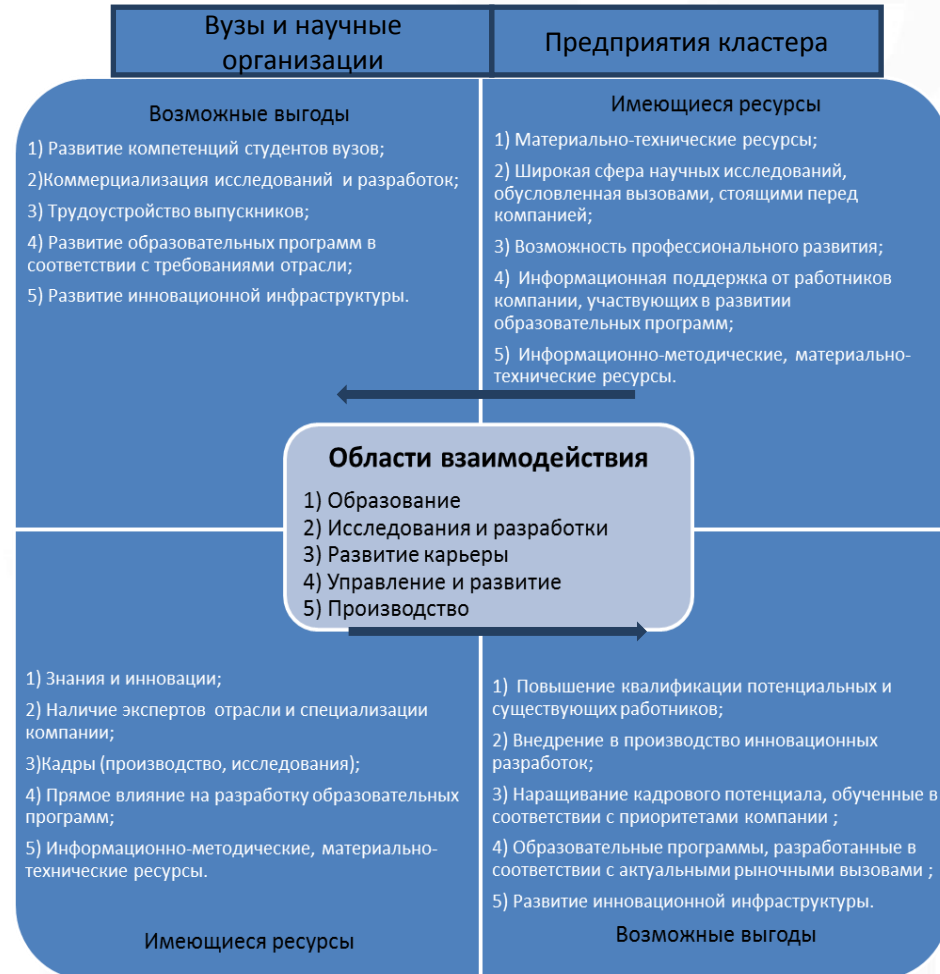 Вузы и научные
организации
Предприятия кластера
Возможные выгоды
1) Развитие компетенций студентов вузов;
2)Коммерциализация исследований и разработок;
3) Трудоустройство выпускников;
4) Развитие образовательных программ в
соответствии с требованиями отрасли;
5) Развитие инновационной инфраструктуры.
Имеющиеся ресурсы
1) Материально-технические ресурсы;
2) Широкая сфера научных исследований,
обусловленная вызовами, стоящими перед
компанией;
3) Возможность профессионального развития;
4) Информационная поддержка от работников
компании, участвующих в развитии
образовательных программ;
5) Информационно-методические, материально-
технические ресурсы.
Области взаимодействия
1) Образование
2) Исследования и разработки
3) Развитие карьеры
4) Управление и развитие
5) Производство
1) Знания и инновации;
2) Наличие экспертов отрасли и специализации
компании;
3)Кадры (производство, исследования);
4) Прямое влияние на разработку образовательных
программ;
5) Информационно-методические, материально-
технические ресурсы.
Имеющиеся ресурсы
1) Повышение квалификации потенциальных и
существующих работников;
2) Внедрение в производство инновационных
разработок;
3) Наращивание кадрового потенциала, обученные в
соответствии с приоритетами компании ;
4) Образовательные программы, разработанные в
соответствии с актуальными рыночными вызовами ;
5) Развитие инновационной инфраструктуры.
Возможные выгоды